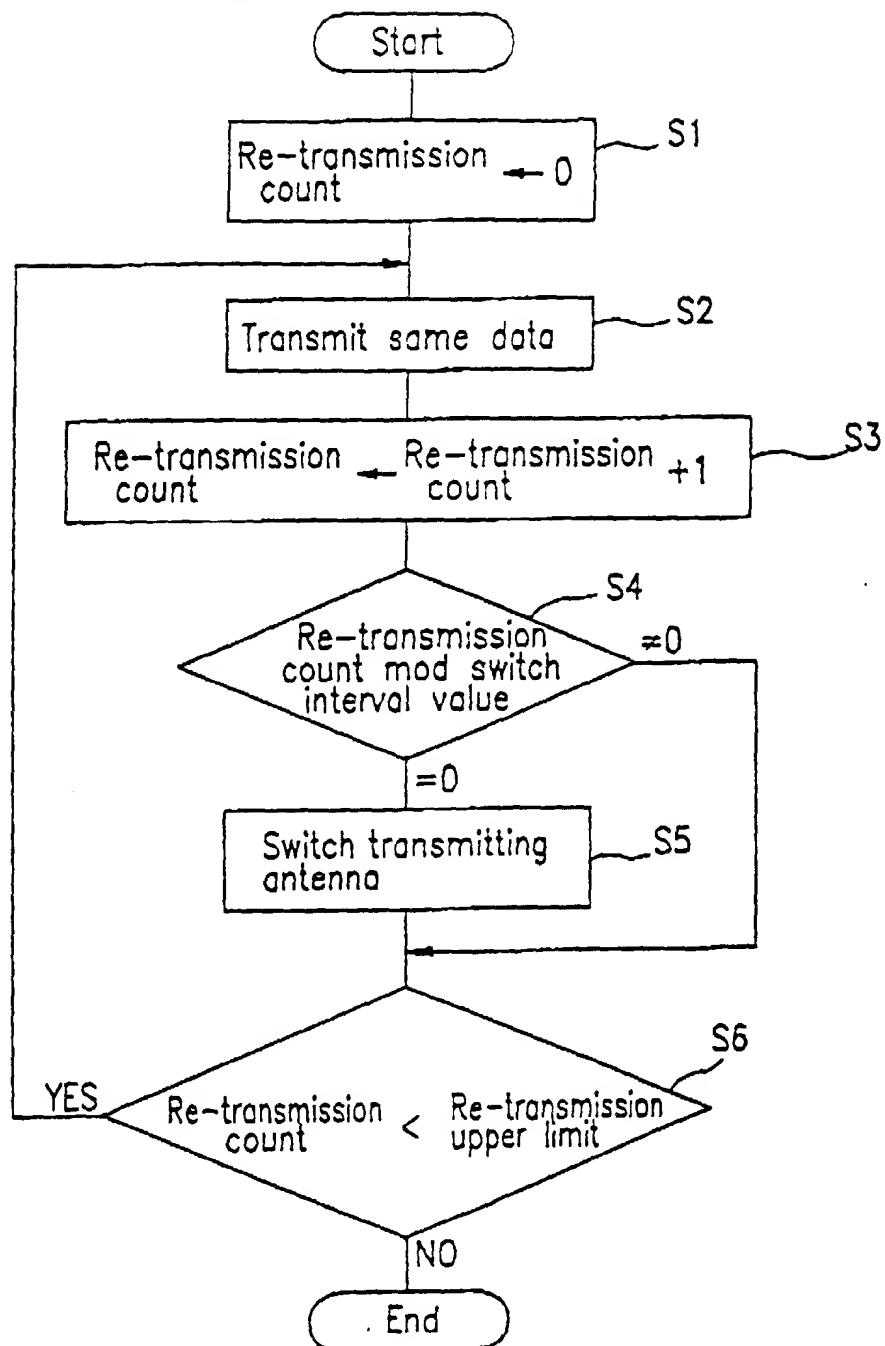 Start
S1
Re-transmission
count ← 0
S2
Transmit same data
S3
Re-transmission
count ← Re-transmission
count +1
S4
Re-transmission
count mod switch
interval value
≠0
=0
S5
Switch transmitting
antenna
S6
YES
Re-transmission
count < Re-transmission
upper limit
NO
End